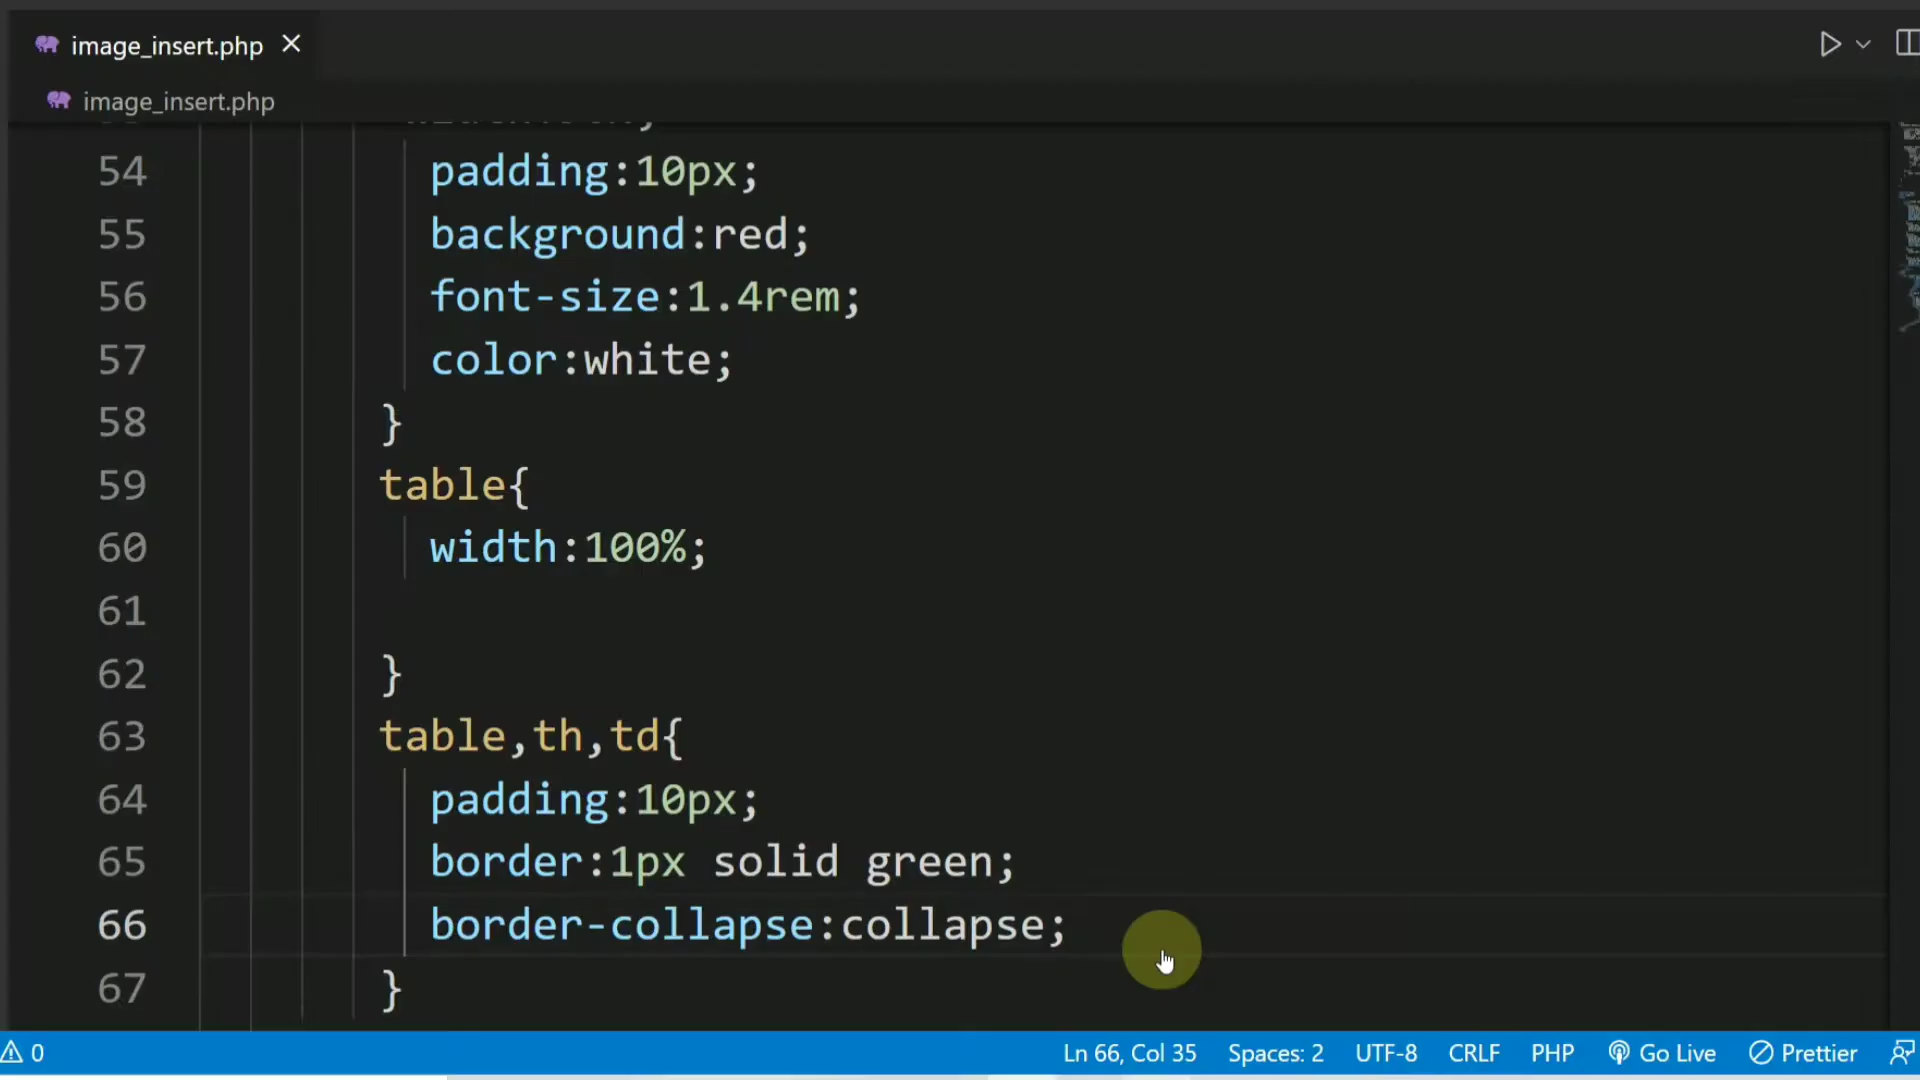 image_insert.php
image_insert.php
54 padding:10px;
55 background:red;
56 font-size:1.4rem;
57 color:white;
58 }
59 table{
60 width:100%;
61
62 }
63 table,th,td{
64 padding:10px;
65 border:1px solid green;
66 border-collapse:collapse;
67 }
0 Ln 66, Col 35 Spaces: 2 UTF-8 CRLF PHP Go Live Prettier